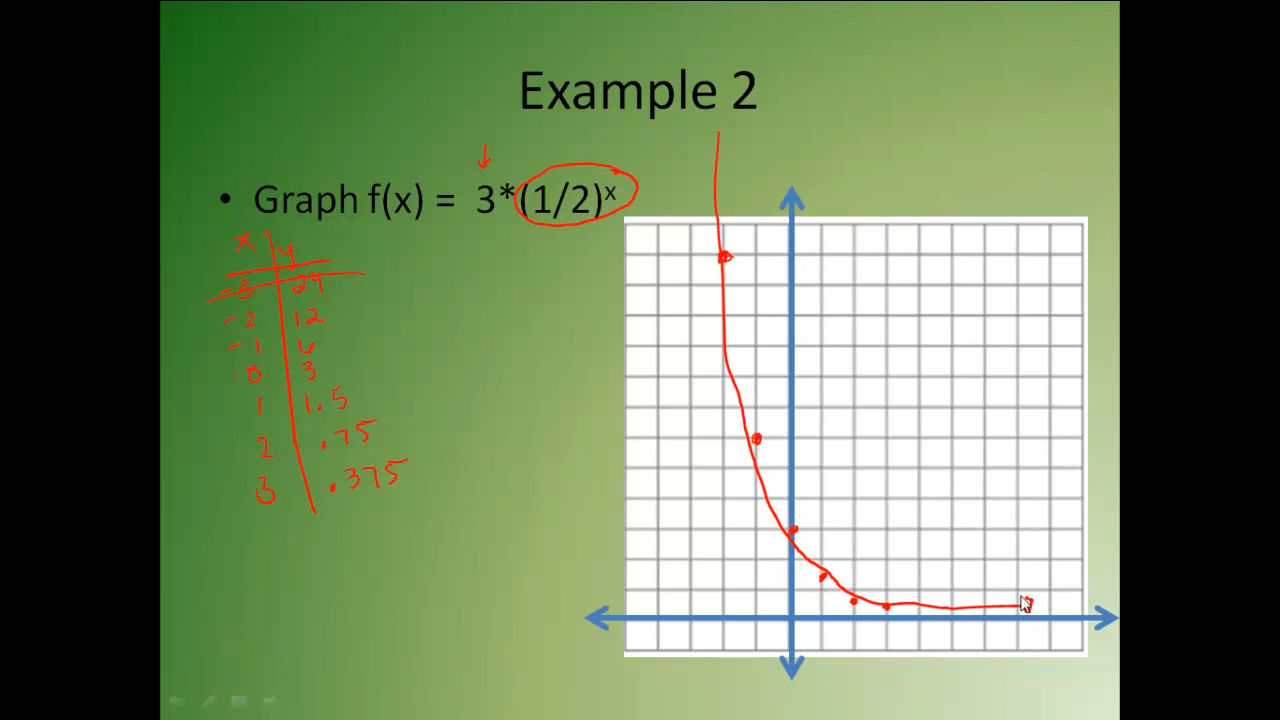 Example 2
• Graph f(x) = 3*(1/2)ˣ
x y
-3 24
-2 12
-1 6
0 3
1 1.5
2 .75
3 .375